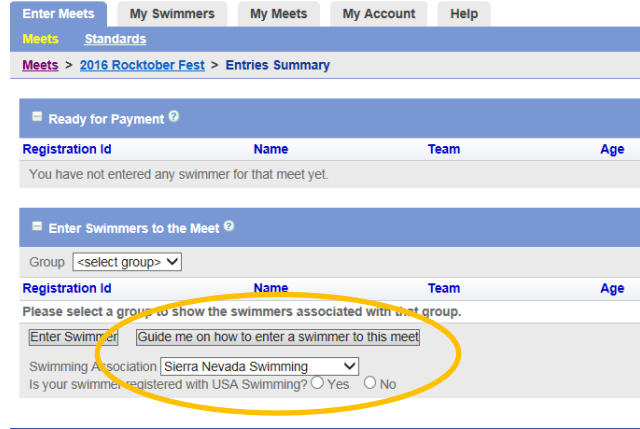 Enter Meets My Swimmers My Meets My Account Help
Meets Standards
Meets > 2016 Rocktober Fest > Entries Summary
Ready for Payment ?
Registration Id Name Team Age
You have not entered any swimmer for that meet yet.
Enter Swimmers to the Meet ?
Group <select group>
Registration Id Name Team Age
Please select a group to show the swimmers associated with that group.
Enter Swimmer Guide me on how to enter a swimmer to this meet
Swimming Association Sierra Nevada Swimming
Is your swimmer registered with USA Swimming? Yes No